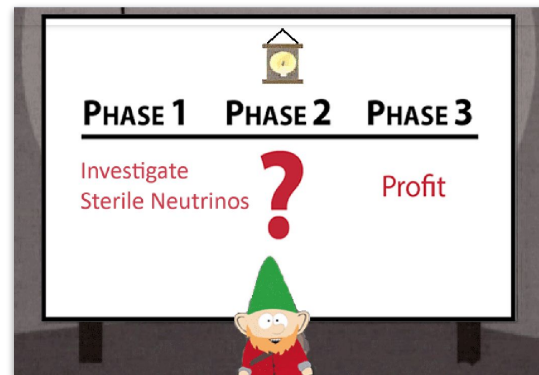 PHASE 1 PHASE 2 PHASE 3
Investigate
Sterile Neutrinos
?
Profit